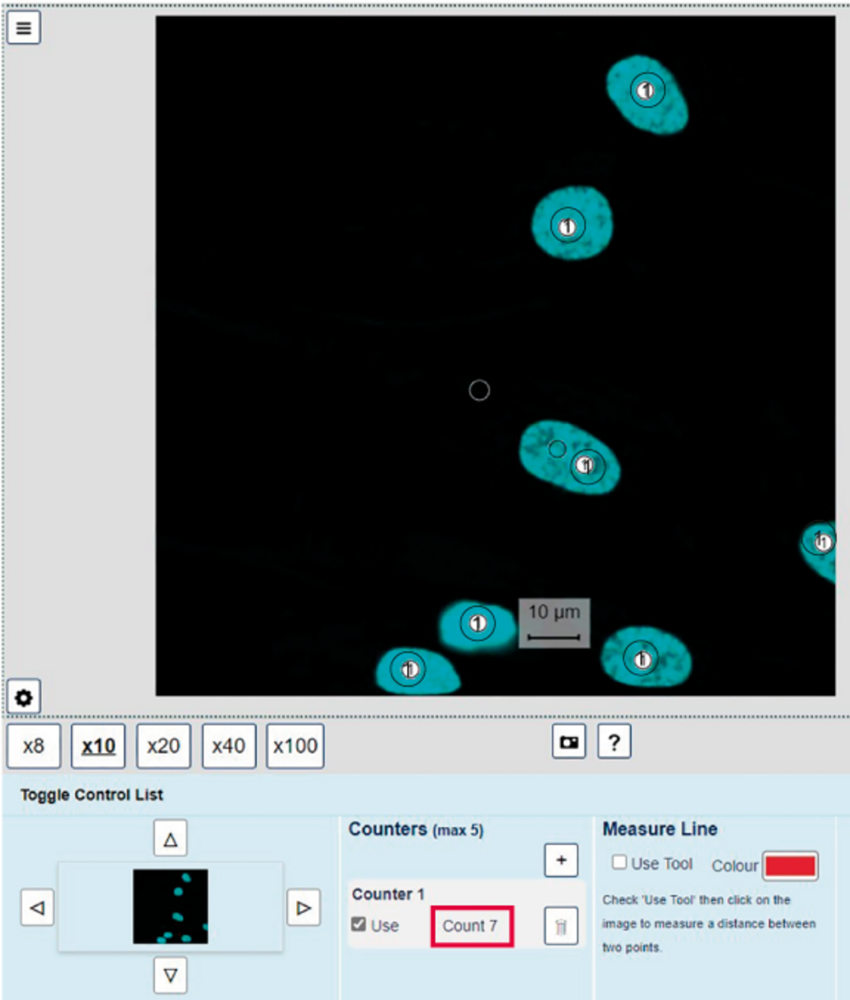 1
1
1
1
1
10 µm
1
1
x8
x10
x20
x40
x100
?
Toggle Control List
Counters (max 5)
+
Counter 1
Use
Count 7
Measure Line
Use Tool
Colour
Check 'Use Tool' then click on the
image to measure a distance between
two points.